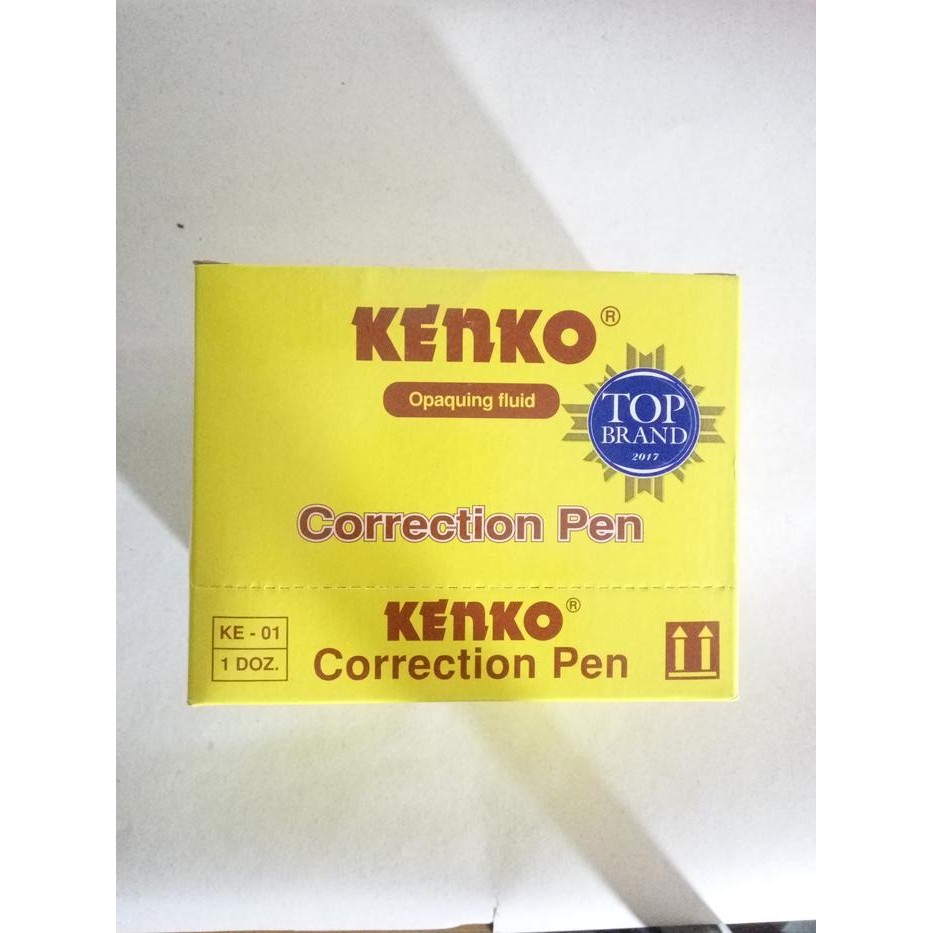 KENKO®
Opaquing fluid
TOP
BRAND
2017
Correction Pen
KENKO®
Correction Pen
KE - 01
1 DOZ.